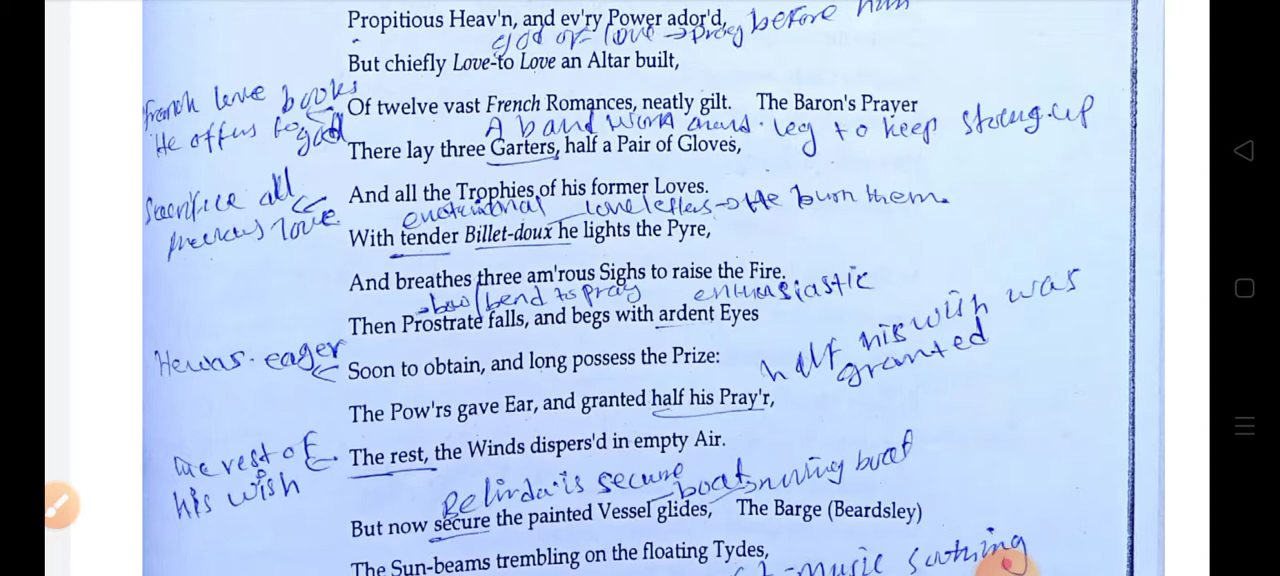 Propitious Heav'n, and ev'ry Power ador'd,
god of love → pray before him
But chiefly Love-to Love an Altar built,
French love books
Of twelve vast French Romances, neatly gilt. The Baron's Prayer
He offers to god
A band around leg to keep up
There lay three Garters, half a Pair of Gloves,
Sacrifice all
precious love
And all the Trophies of his former Loves.
love letters → He burn them.
With tender Billet-doux he lights the Pyre,
And breathes three am'rous Sighs to raise the Fire.
bow/bend to pray enthusiastic
Then Prostrate falls, and begs with ardent Eyes
He was eager
Soon to obtain, and long possess the Prize:
half his wish was
granted
The Pow'rs gave Ear, and granted half his Pray'r,
The rest of
his wish
The rest, the Winds dispers'd in empty Air.
Belinda is secure boat
But now secure the painted Vessel glides, The Barge (Beardsley)
music soothing
The Sun-beams trembling on the floating Tydes,